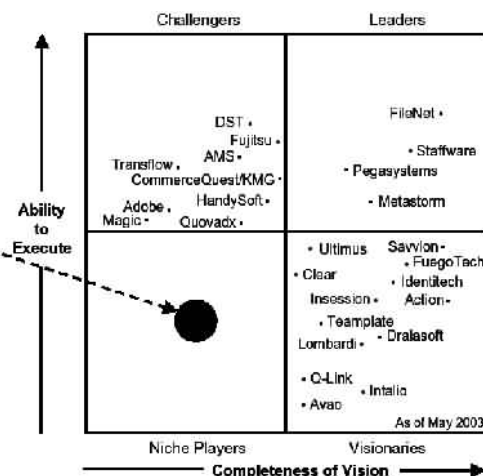 Challengers
Leaders
DST
FileNet
Fujitsu
AMS
Staffware
Transflow
Pegasystems
CommerceQuest/KMG
HandySoft
Metastorm
Adobe
Magic
Quovadx
Ability
to
Execute
Ultimus
Savvion
FuegoTech
Clear
Identitech
Insession
Action
Teamplate
Dralasoft
Lombardi
Q-Link
Intalio
As of May 2003
Niche Players
Visionaries
Completeness of Vision